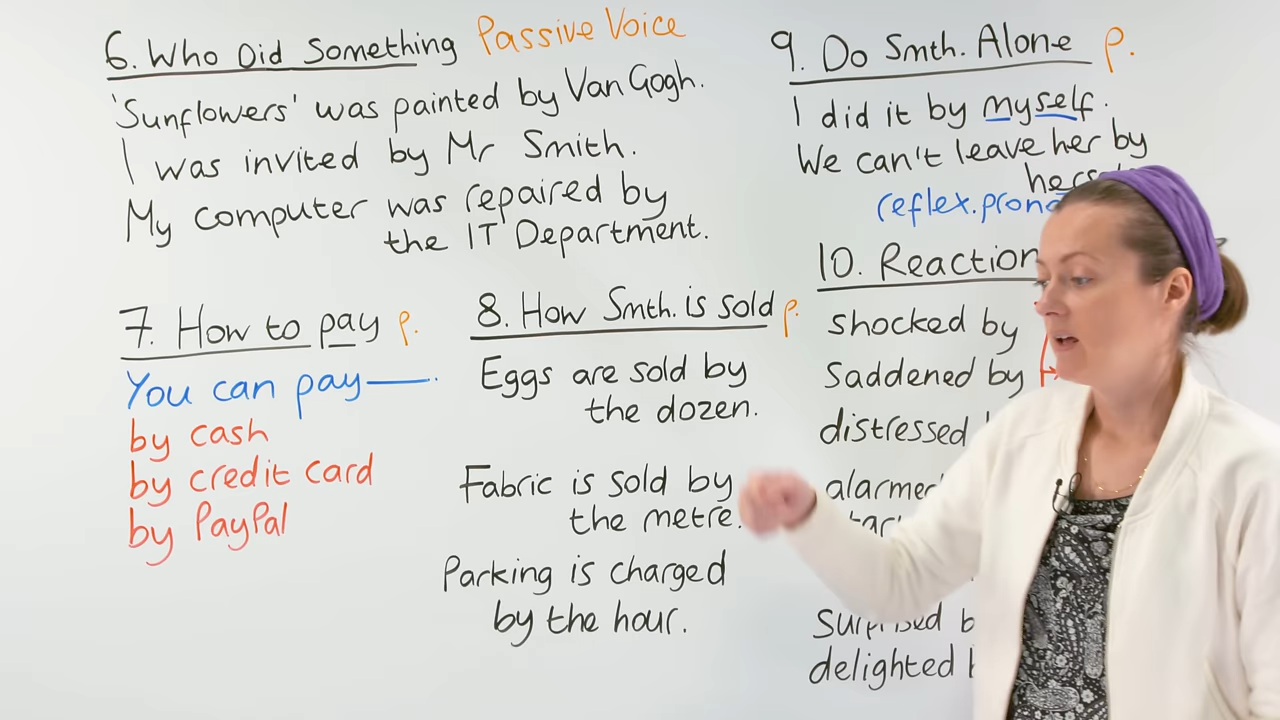 6. Who Did Something Passive Voice
'Sunflowers' was painted by Van Gogh.
I was invited by Mr Smith.
My computer was repaired by
the IT Department.
7. How to pay p.
You can pay
by cash
by credit card
by PayPal
8. How Smth. is sold p.
Eggs are sold by
the dozen.
Fabric is sold by
the metre.
Parking is charged
by the hour.
9. Do Smth. Alone p.
I did it by myself.
We can't leave her by
10. Reaction
shocked by
saddened by
distressed
delighted